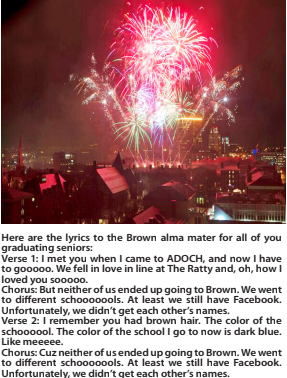 Here are the lyrics to the Brown alma mater for all of you
graduating seniors:
Verse 1: I met you when I came to ADOCH, and now I have
to gooooo. We fell in love in line at The Ratty and, oh, how I
loved you sooooo.
Chorus: But neither of us ended up going to Brown. We went
to different schooooools. At least we still have Facebook.
Unfortunately, we didn't get each other's names.
Verse 2: I remember you had brown hair. The color of the
schoooool. The color of the school I go to now is dark blue.
Like meeeee.
Chorus: Cuz neither of us ended up going to Brown. We went
to different schooooools. At least we still have Facebook.
Unfortunately, we didn't get each other's names.